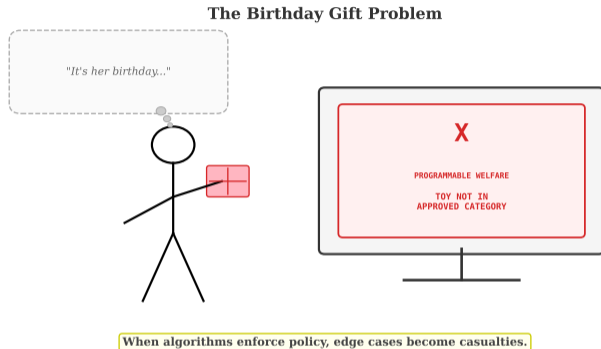 The Birthday Gift Problem
"It's her birthday..."
X
PROGRAMMABLE WELFARE
TOY NOT IN
APPROVED CATEGORY
When algorithms enforce policy, edge cases become casualties.